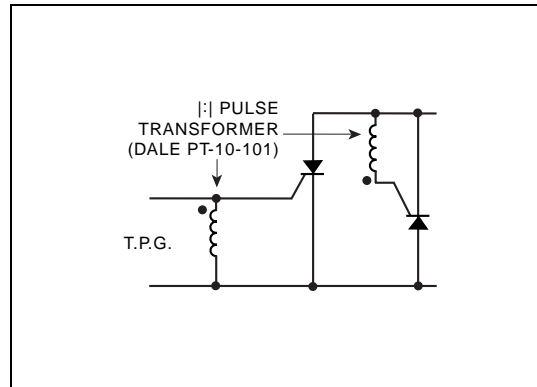 |:| PULSE
TRANSFORMER
(DALE PT-10-101)
T.P.G.